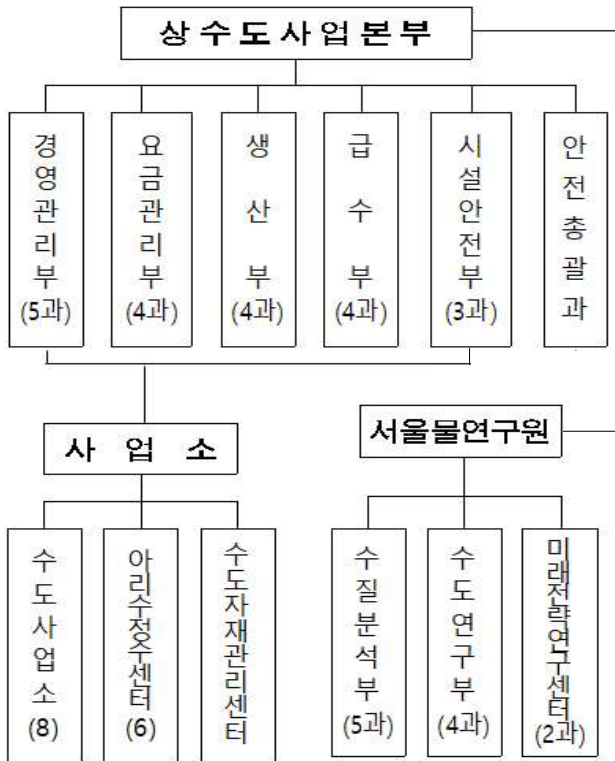 상수도사업본부
경영관리부
(5과)
요금관리부
(4과)
생산부
(4과)
급수부
(4과)
시설안전부
(3과)
안전총괄과
사업소
서울물연구원
수도사업소
(8)
아리수정수센터
(6)
수도자재관리센터
수질분석부
(5과)
수도연구부
(4과)
미래전략연구센터
(2과)